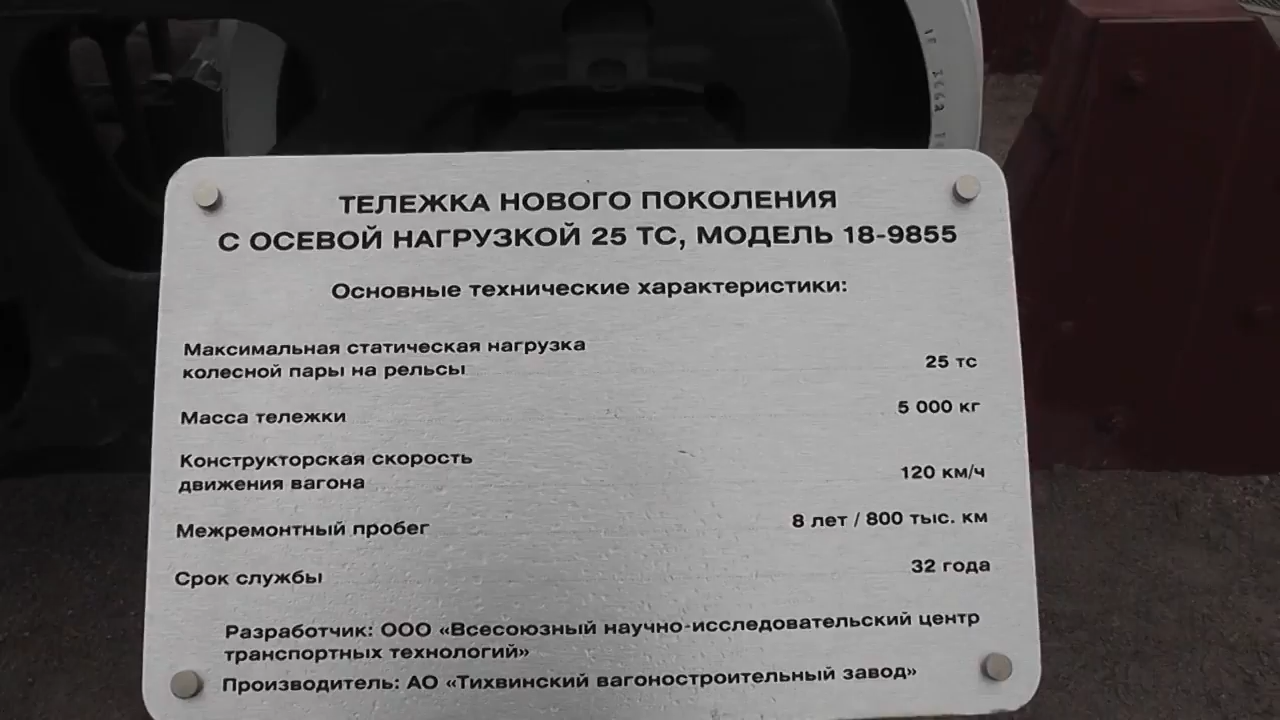 ТЕЛЕЖКА НОВОГО ПОКОЛЕНИЯ
С ОСЕВОЙ НАГРУЗКОЙ 25 ТС, МОДЕЛЬ 18-9855
Основные технические характеристики:
Максимальная статическая нагрузка
колесной пары на рельсы 25 тс
Масса тележки 5 000 кг
Конструкторская скорость
движения вагона 120 км/ч
Межремонтный пробег 8 лет / 800 тыс. км
Срок службы 32 года
Разработчик: ООО «Всесоюзный научно-исследовательский центр
транспортных технологий»
Производитель: АО «Тихвинский вагоностроительный завод»